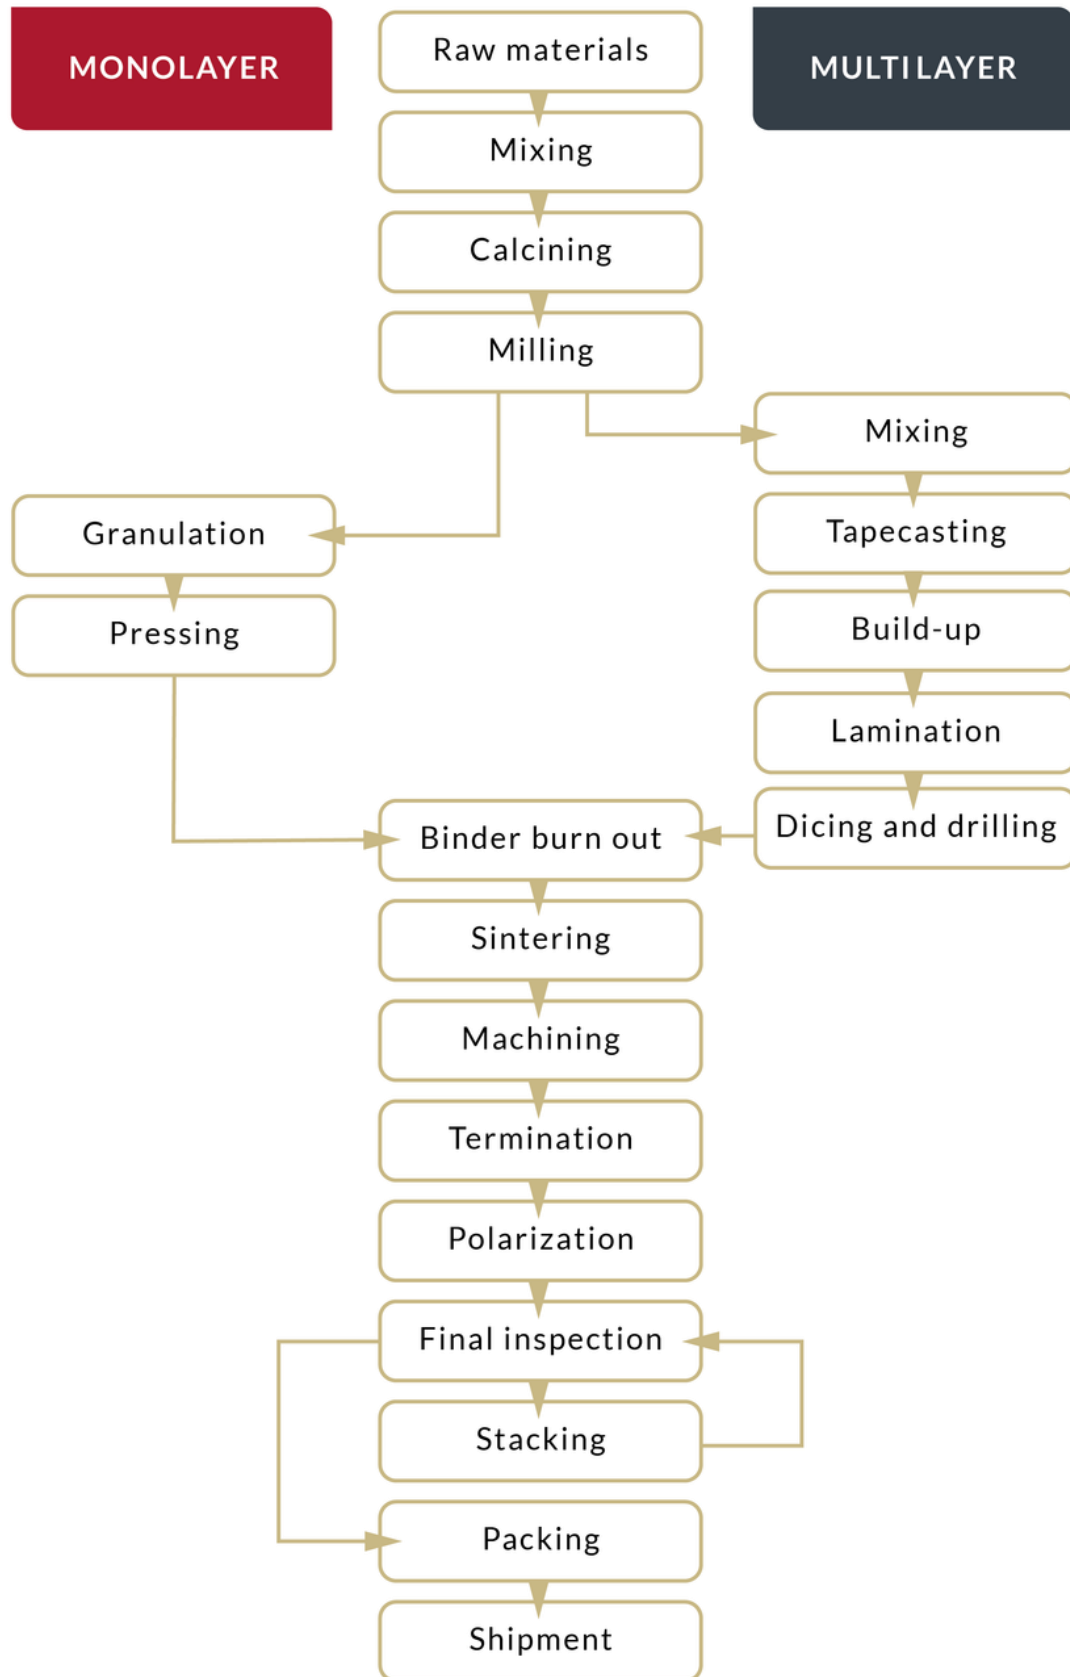 MONOLAYER
Raw materials
MULTILAYER
Mixing
Calcining
Milling
Mixing
Granulation
Tapecasting
Pressing
Build-up
Lamination
Binder burn out
Dicing and drilling
Sintering
Machining
Termination
Polarization
Final inspection
Stacking
Packing
Shipment